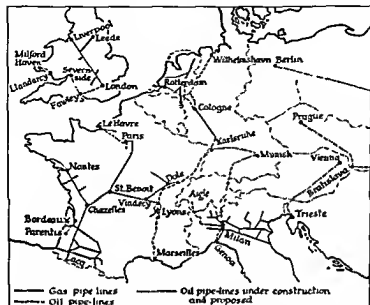 Liverpool
Leeds
Milford
Haven
Llandarcy
Severn-
side
London
Fawley
Wilhelmshavn
Berlin
Rotterdam
Cologne
Le Havre
Paris
Karlsruhe
Prague
Nantes
Munich
Vienna
St. Benoit
Dole
Bratislava
Chazelles
Vindecy
Lyons
Aigle
Trieste
Bordeaux
Parentis
Milan
Lacq
Marseilles
Genoa
Gas pipe lines
Oil pipe-lines
Oil pipe-lines under construction
and proposed